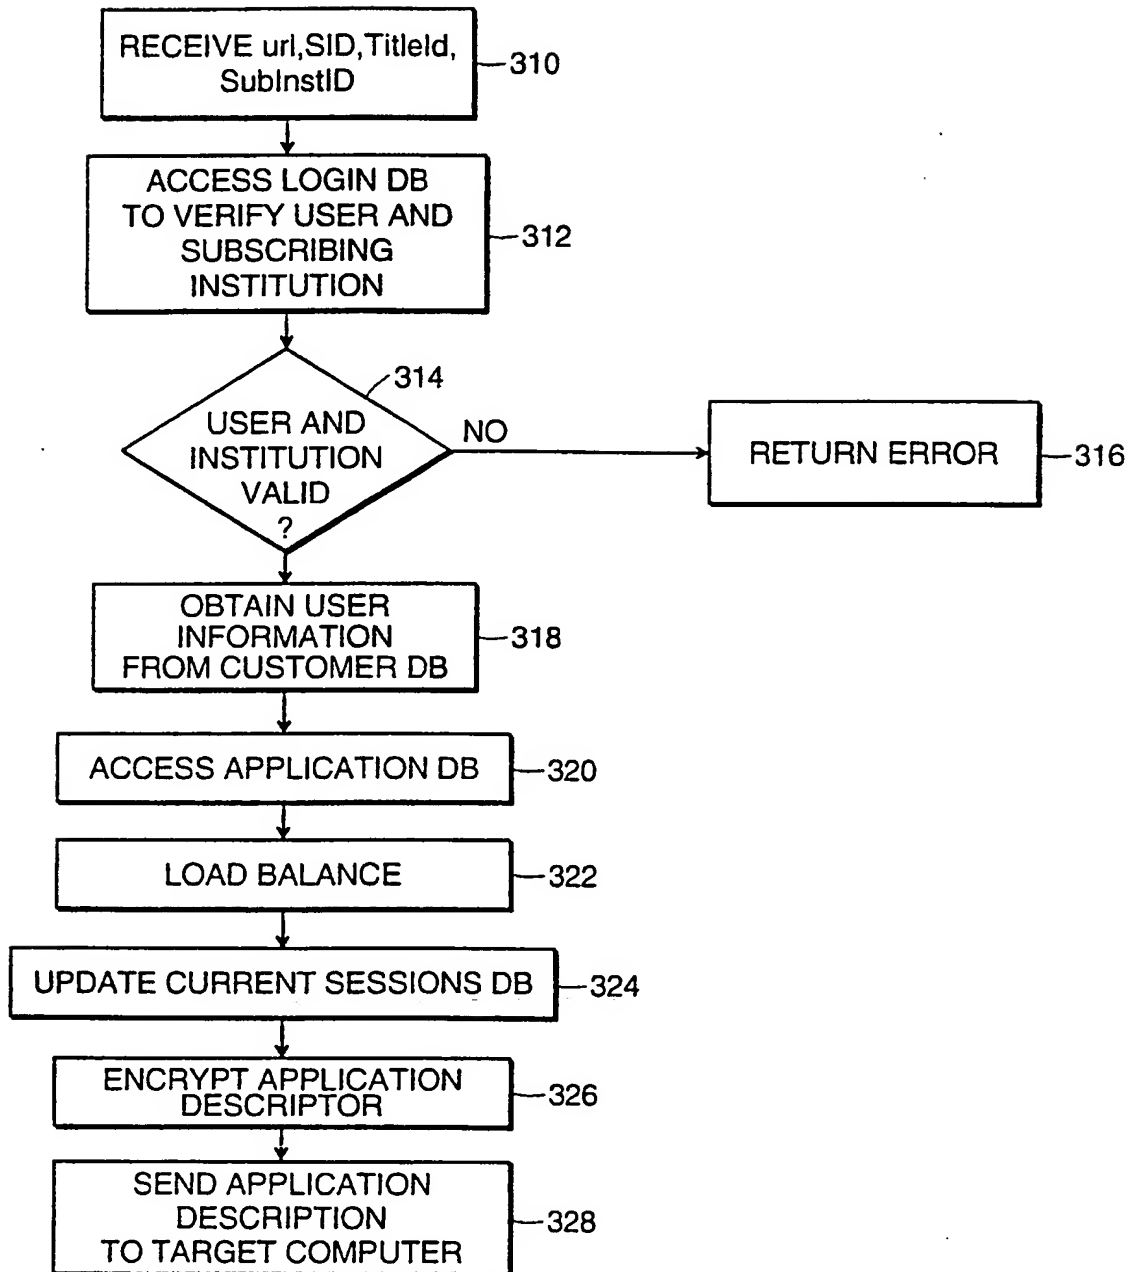 RECEIVE url,SID,TitleId,
SubInstID
310
ACCESS LOGIN DB
TO VERIFY USER AND
SUBSCRIBING
INSTITUTION
312
314
USER AND
INSTITUTION
VALID
?
NO
RETURN ERROR
316
OBTAIN USER
INFORMATION
FROM CUSTOMER DB
318
ACCESS APPLICATION DB
320
LOAD BALANCE
322
UPDATE CURRENT SESSIONS DB
324
ENCRYPT APPLICATION
DESCRIPTOR
326
SEND APPLICATION
DESCRIPTION
TO TARGET COMPUTER
328